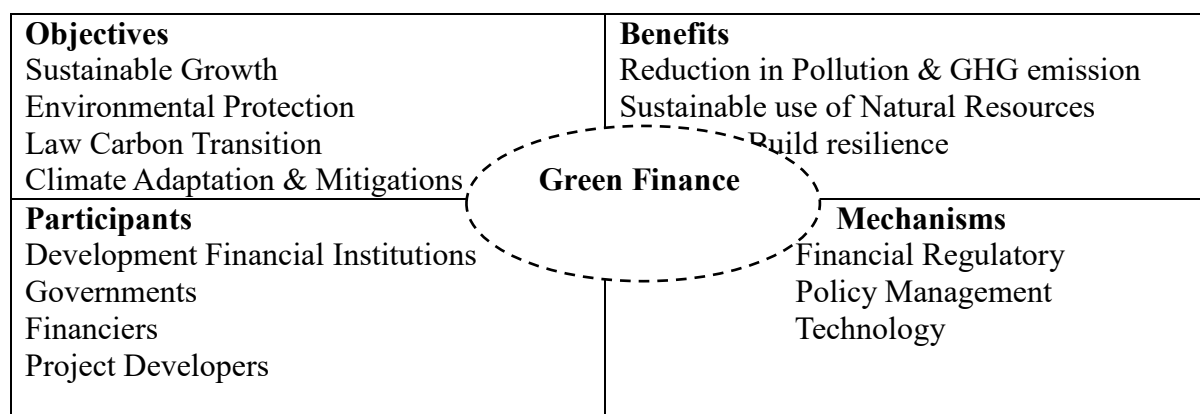 Objectives
Sustainable Growth
Environmental Protection
Law Carbon Transition
Climate Adaptation & Mitigations
Benefits
Reduction in Pollution & GHG emission
Sustainable use of Natural Resources
Build resilience
Green Finance
Participants
Development Financial Institutions
Governments
Financiers
Project Developers
Mechanisms
Financial Regulatory
Policy Management
Technology